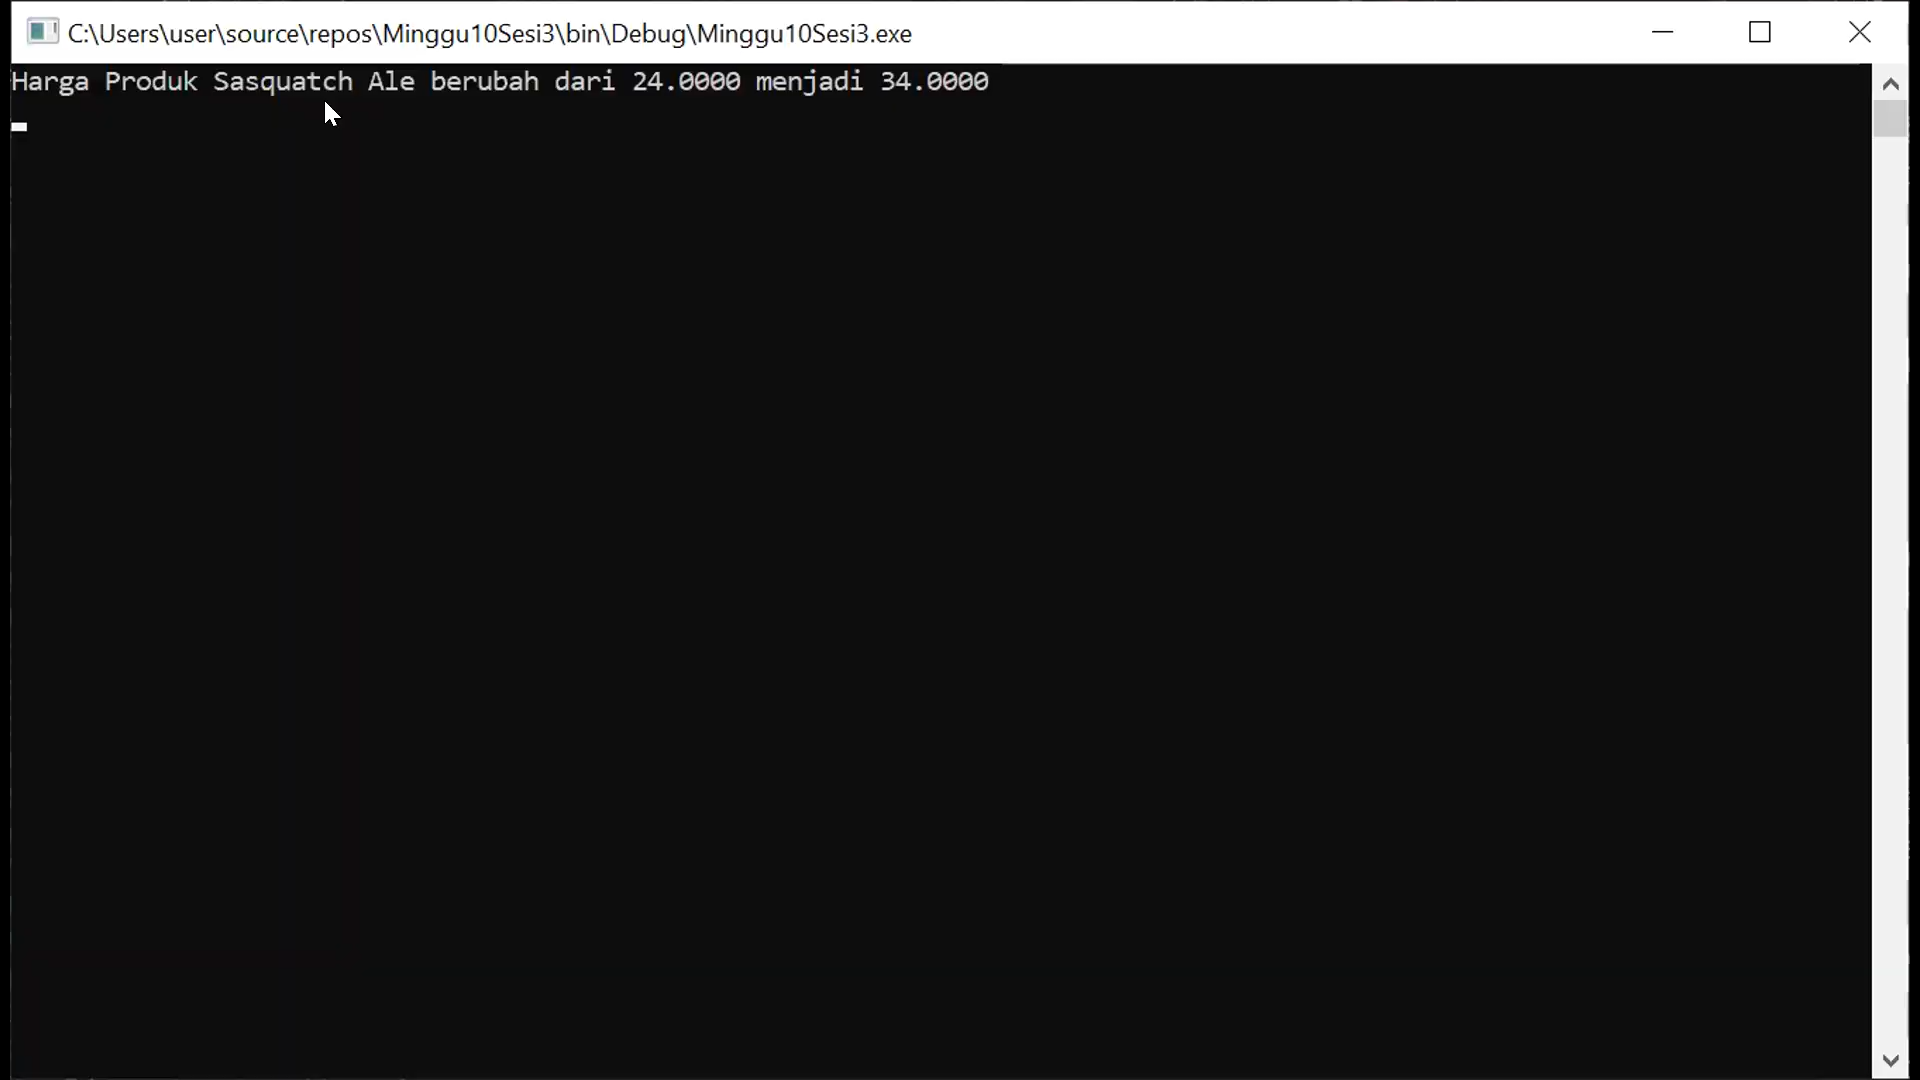 C:\Users\user\source\repos\Minggu10Sesi3\bin\Debug\Minggu10Sesi3.exe
Harga Produk Sasquatch Ale berubah dari 24.0000 menjadi 34.0000